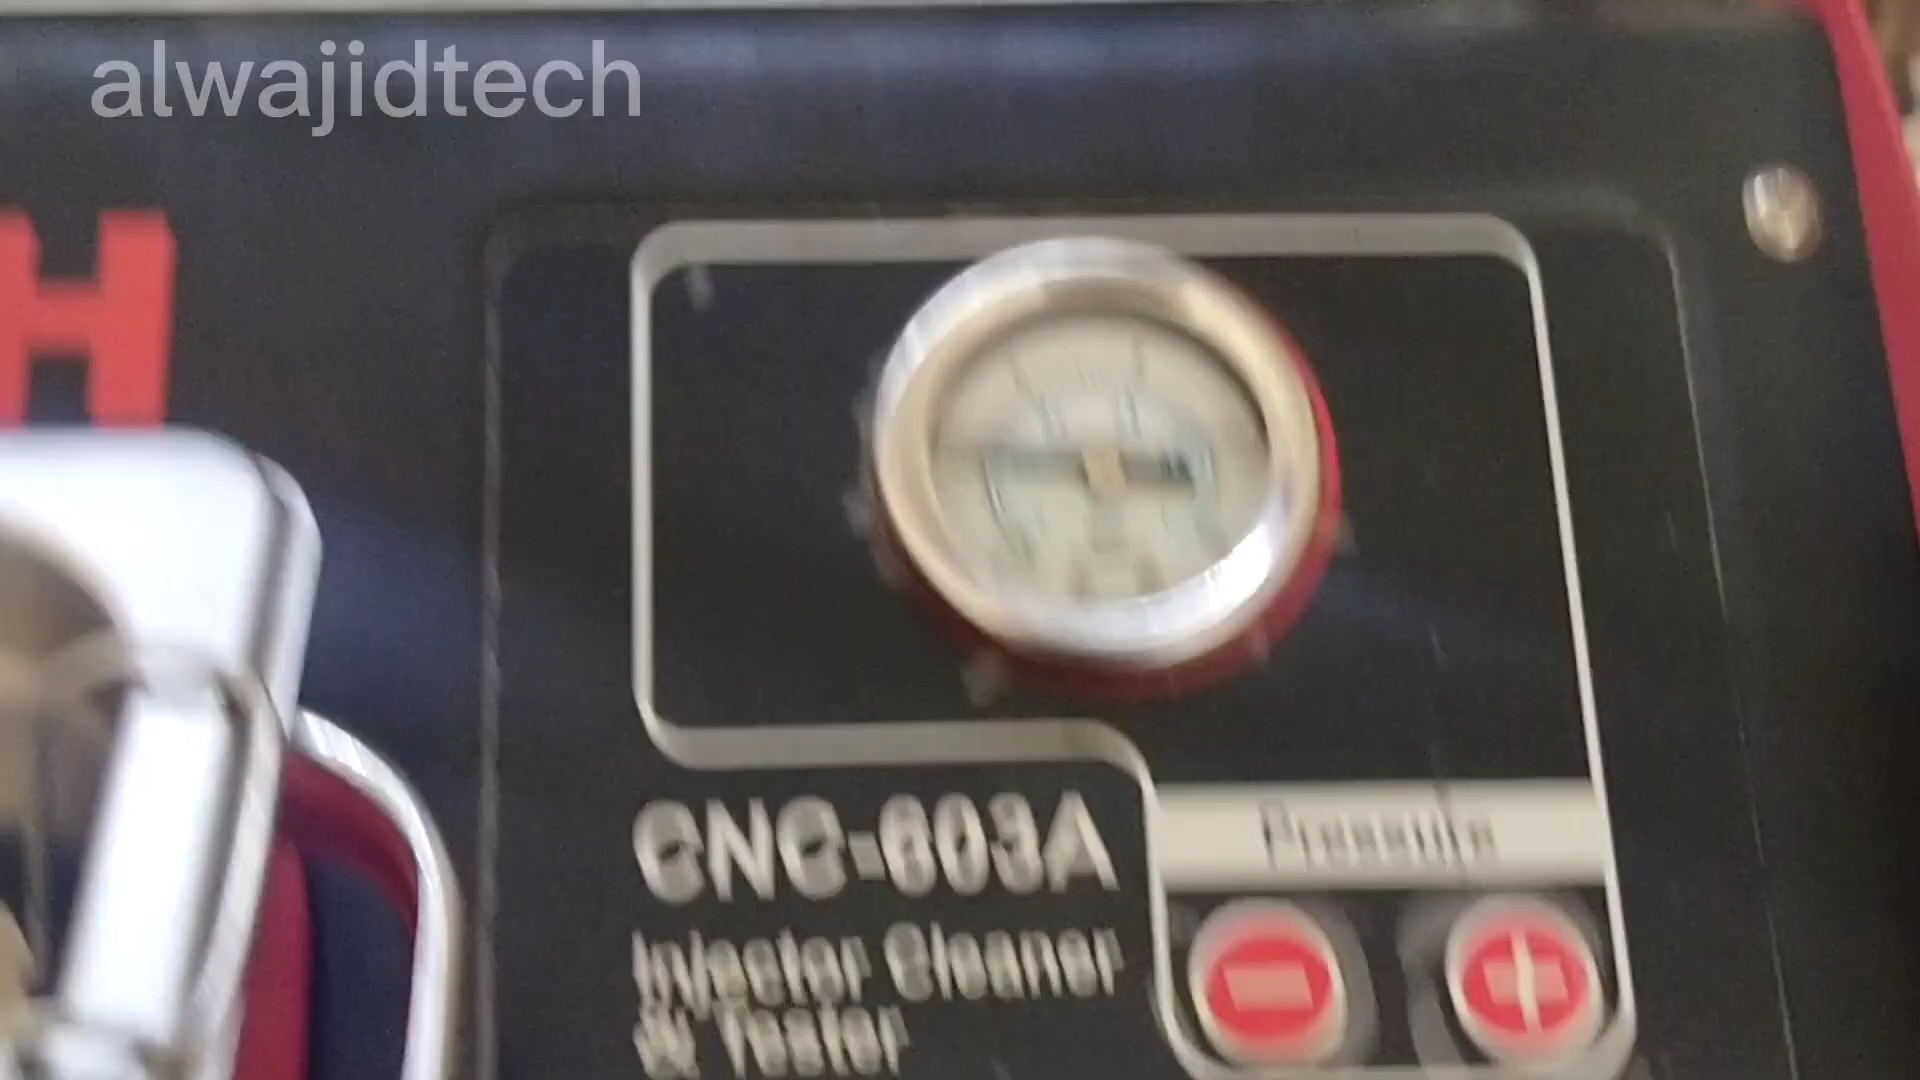 alwajidtech
H
CNC-603A
Pressure
Injector Cleaner
& Tester